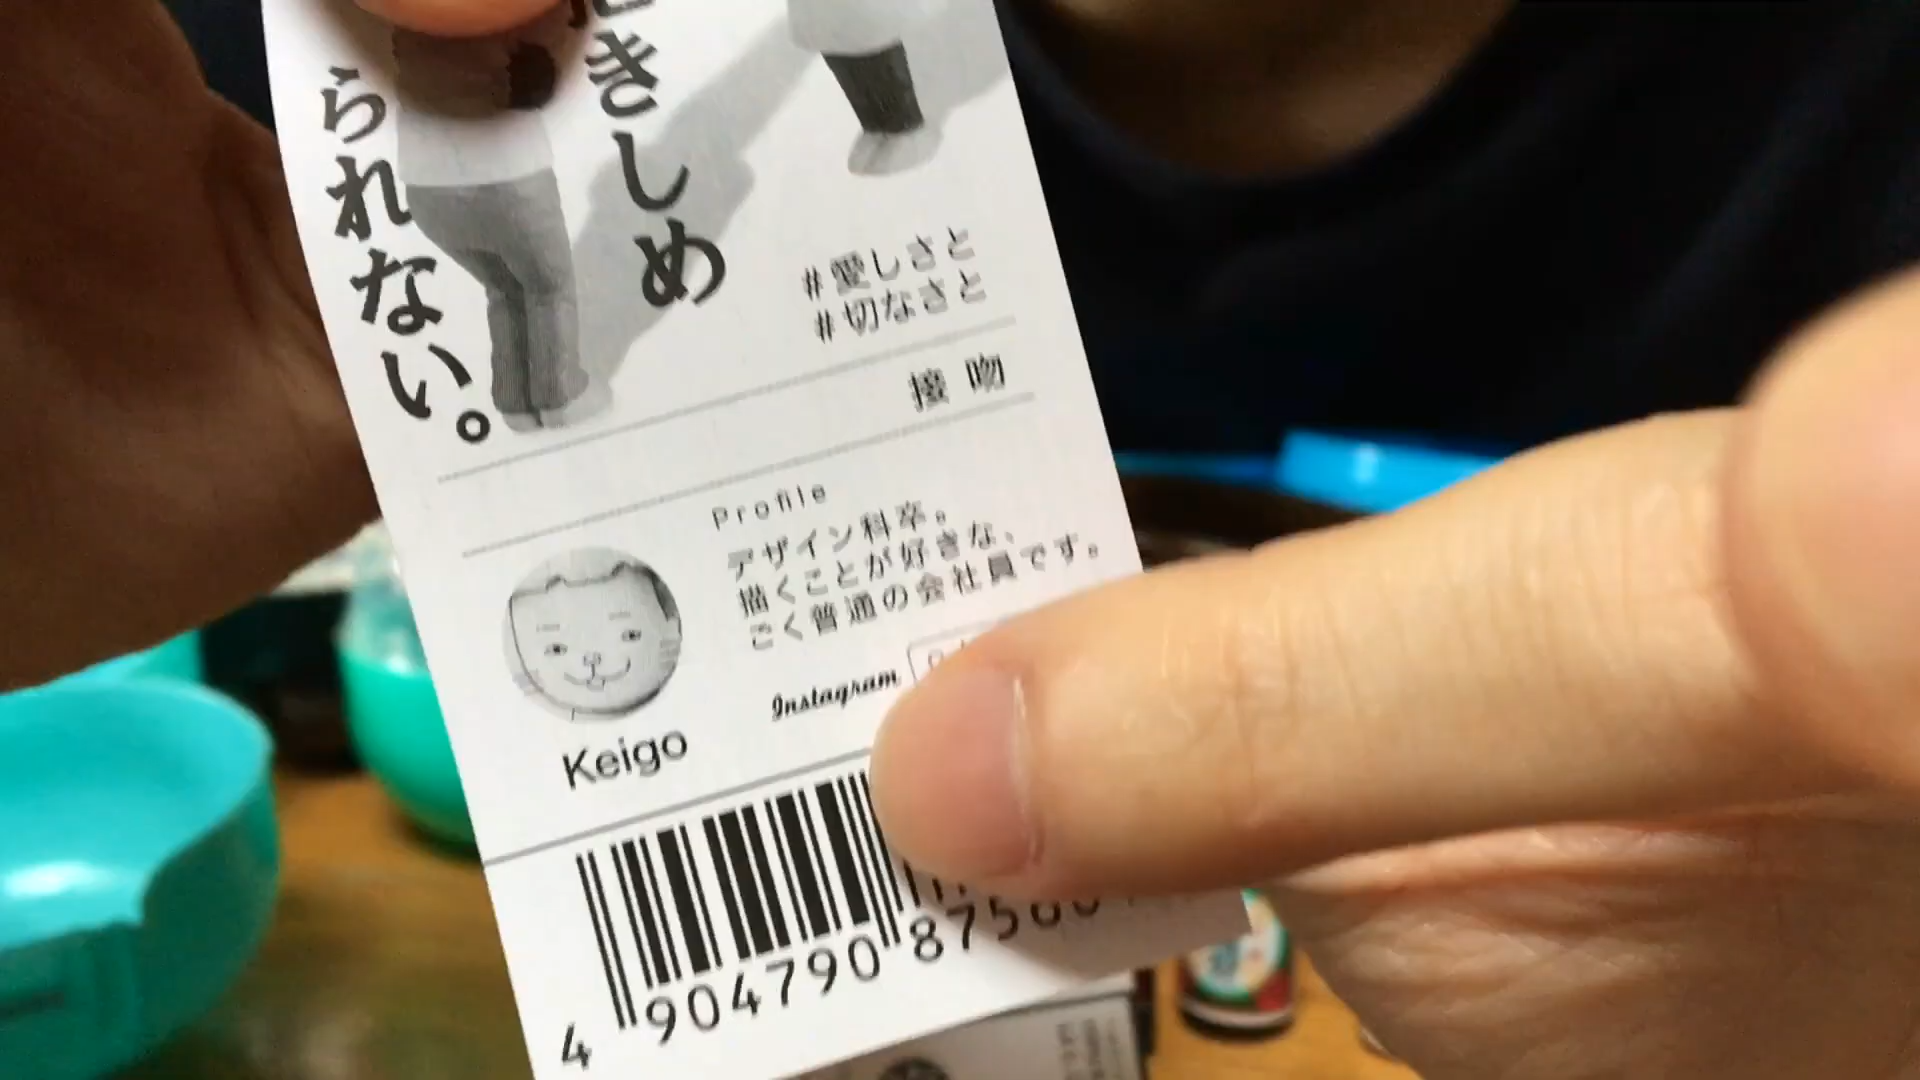 きしめ
られない。
#愛しさと
#切なさと
接吻
Profile
デザイン科卒。
描くことが好きな、
ごく普通の会社員です。
Instagram
Keigo
4 904790 875